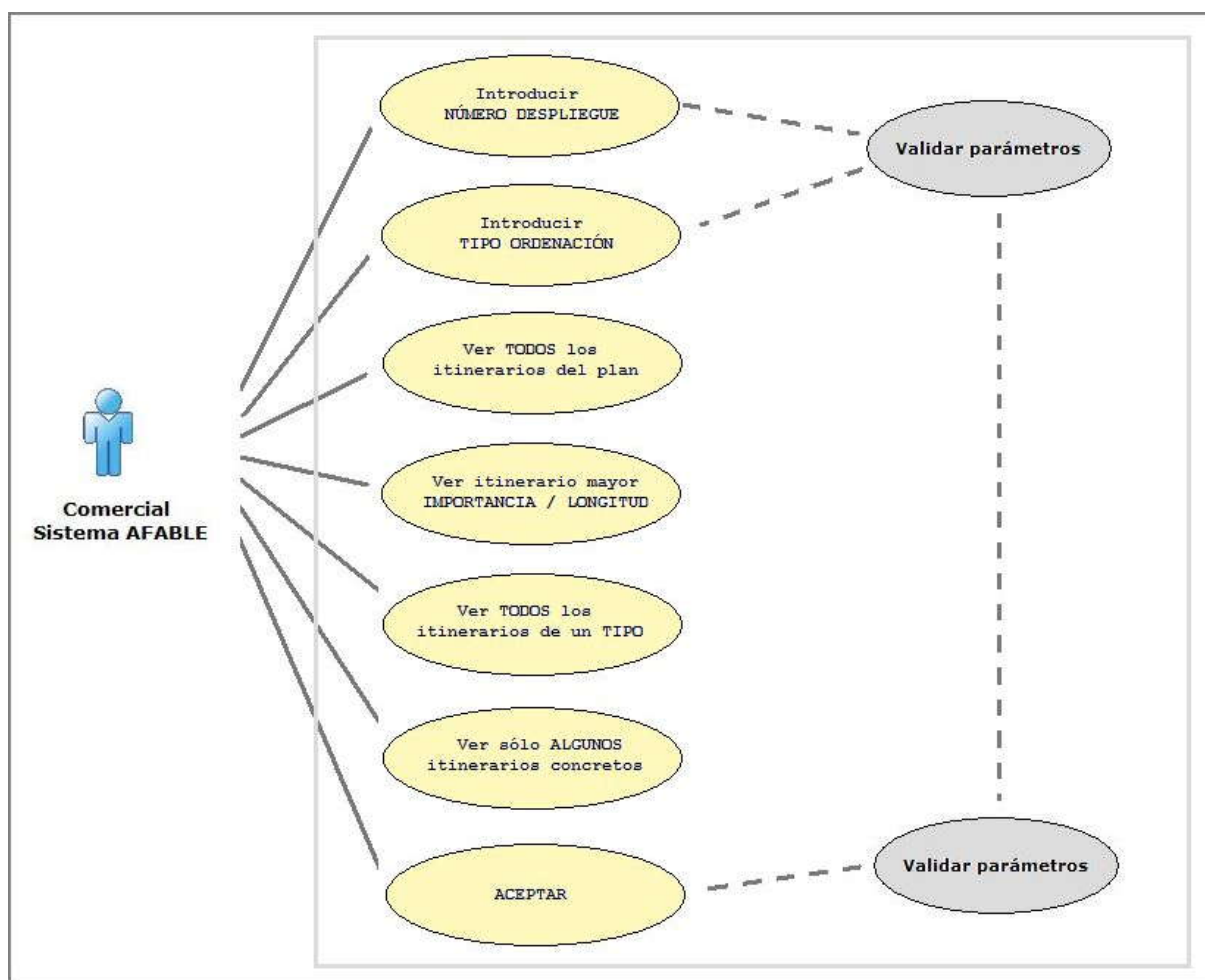 Introducir
NÚMERO DESPLIEGUE
Validar parámetros
Introducir
TIPO ORDENACIÓN
Ver TODOS los
itinerarios del plan
Comercial
Sistema AFABLE
Ver itinerario mayor
IMPORTANCIA / LONGITUD
Ver TODOS los
itinerarios de un TIPO
Ver sólo ALGUNOS
itinerarios concretos
ACEPTAR
Validar parámetros